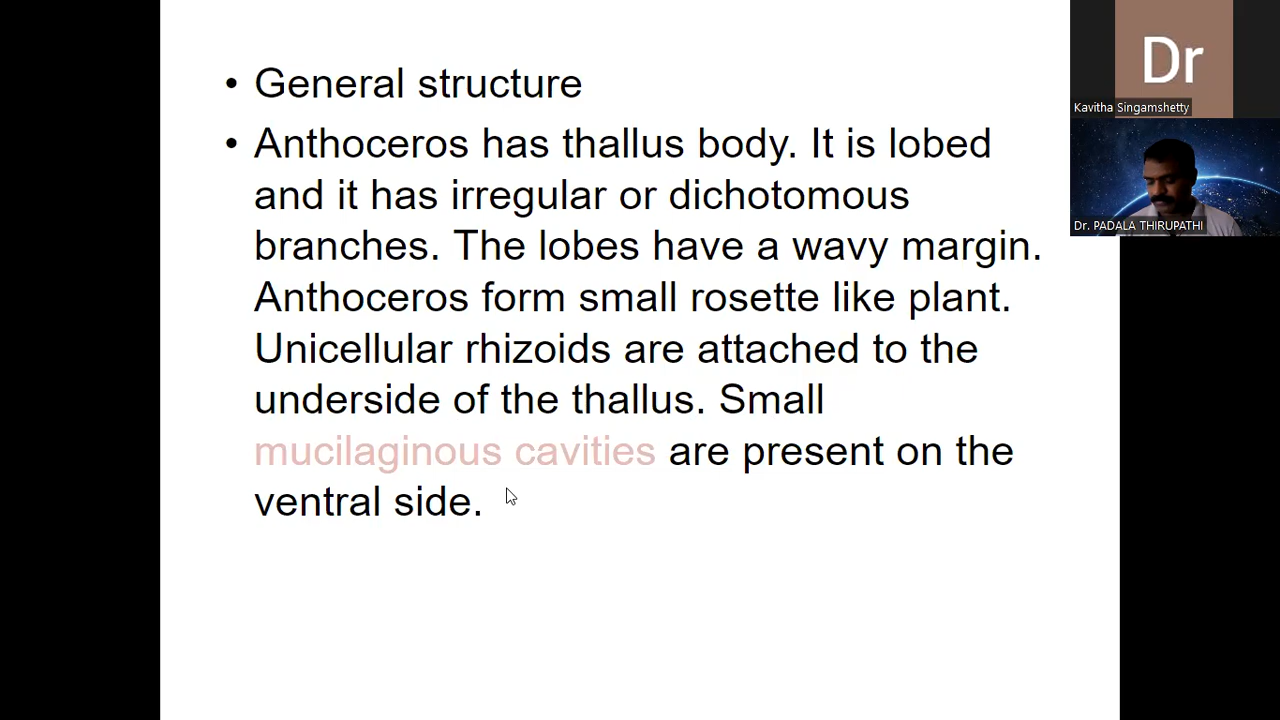 • General structure
• Anthoceros has thallus body. It is lobed
and it has irregular or dichotomous
branches. The lobes have a wavy margin.
Anthoceros form small rosette like plant.
Unicellular rhizoids are attached to the
underside of the thallus. Small
mucilaginous cavities are present on the
ventral side.
Dr
Kavitha Singamshetty
Dr. PADALA THIRUPATHI